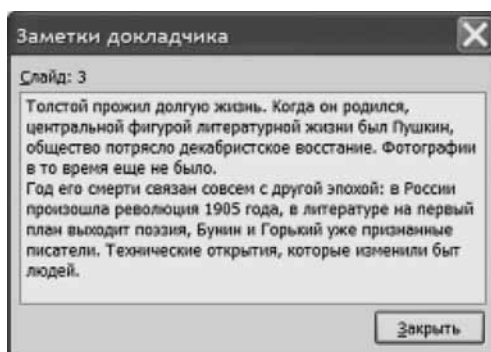 Заметки докладчика
Слайд: 3
Толстой прожил долгую жизнь. Когда он родился,
центральной фигурой литературной жизни был Пушкин,
общество потрясло декабристское восстание. Фотографии
в то время еще не было.
Год его смерти связан совсем с другой эпохой: в России
произошла революция 1905 года, в литературе на первый
план выходит поэзия, Бунин и Горький уже признанные
писатели. Технические открытия, которые изменили быт
людей.
Закрыть